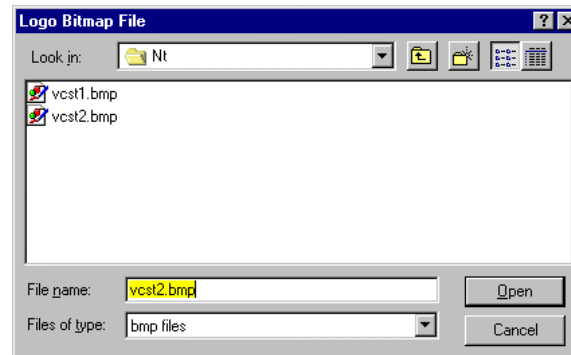 Logo Bitmap File
Look in: Nt
vcst1.bmp
vcst2.bmp
File name: vcst2.bmp Open
Files of type: bmp files Cancel